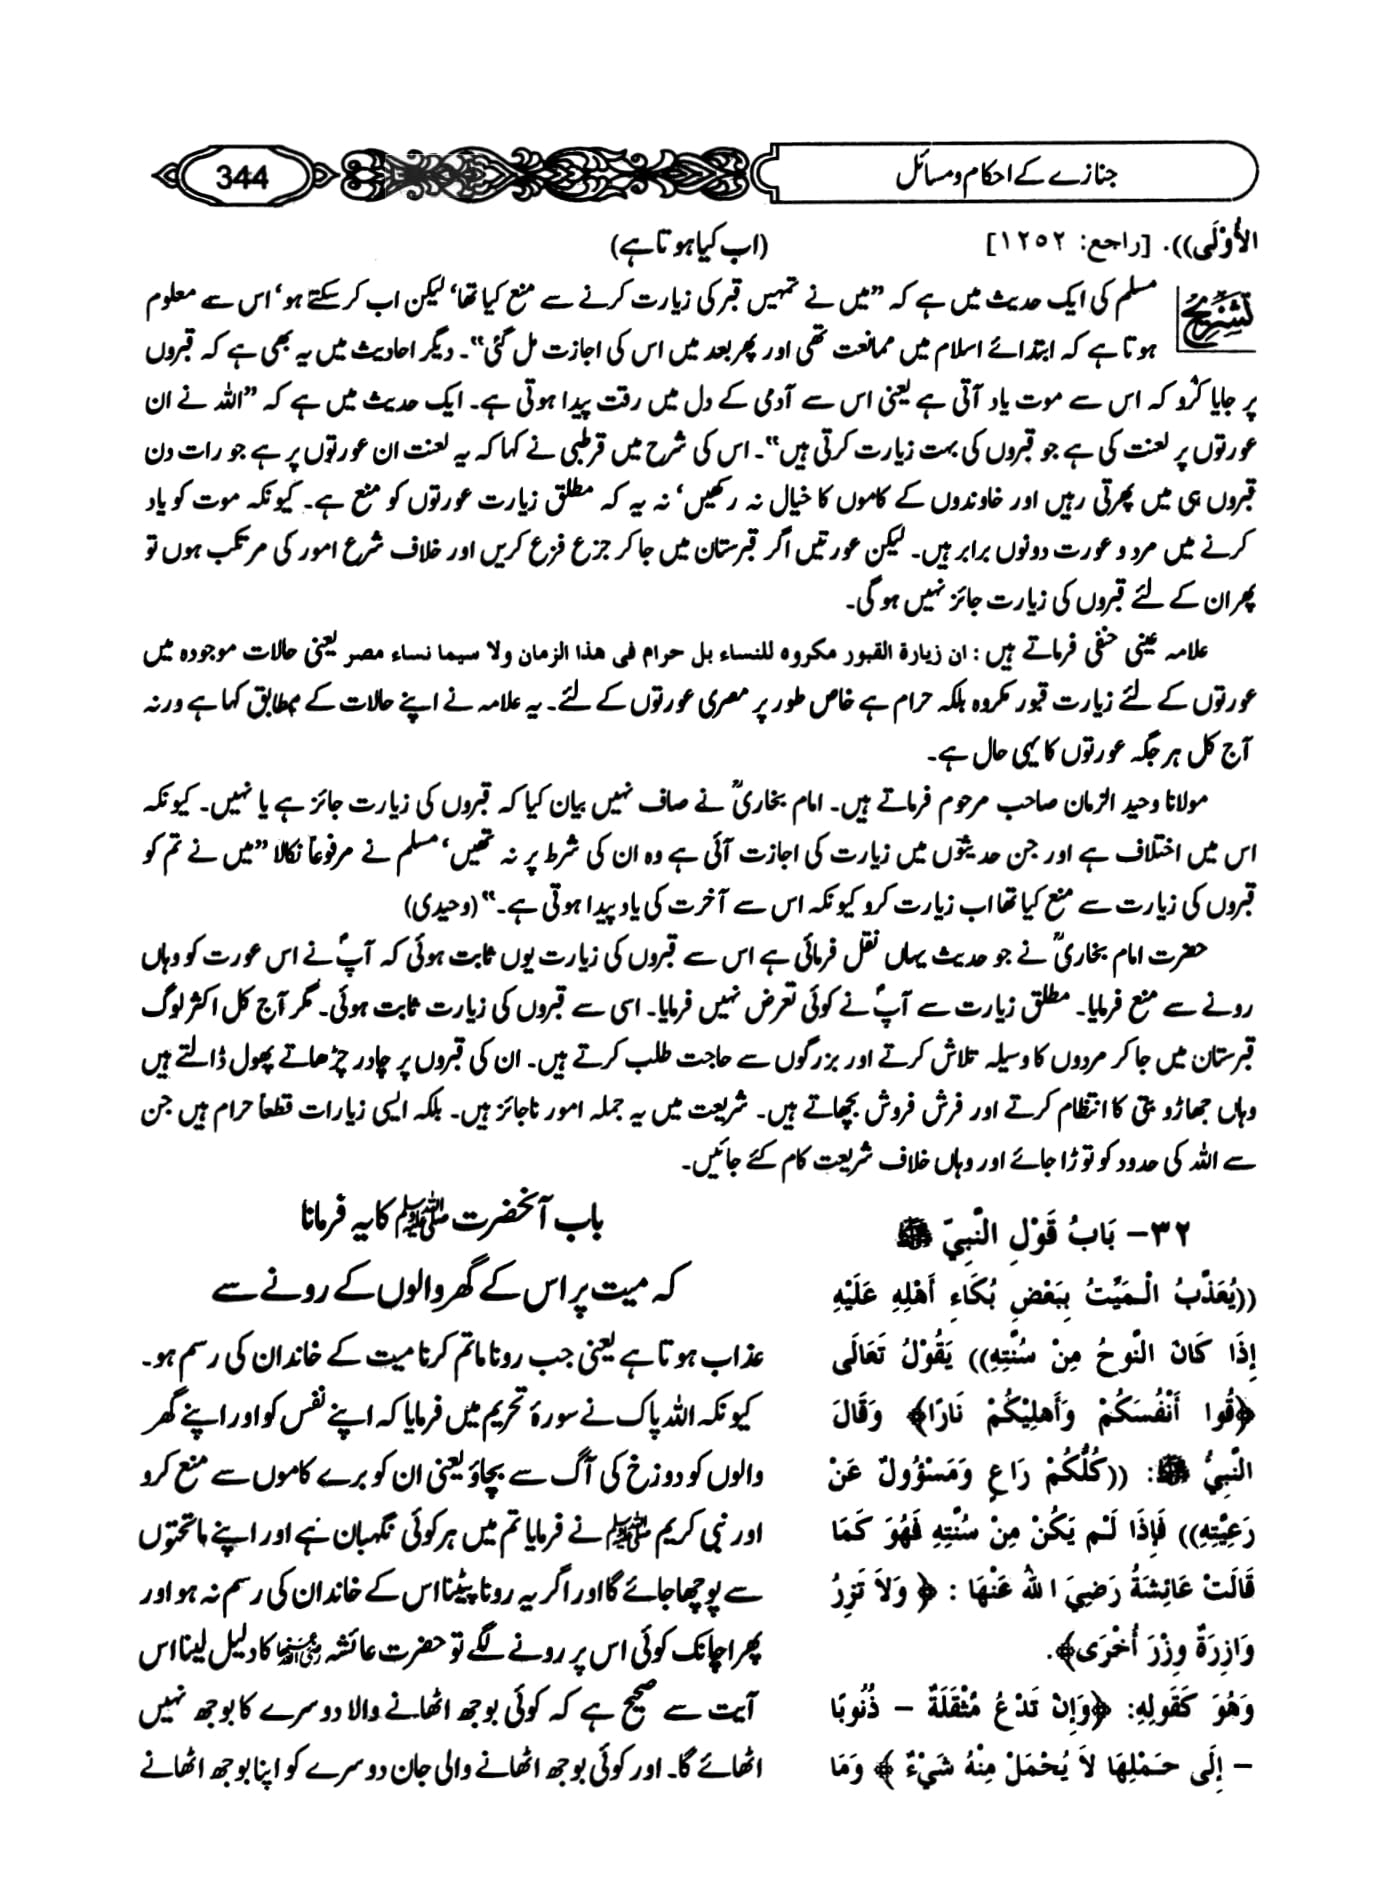 جنازے کے احکام و مسائل
344
الأُوْلَى)). [راجع: ١٢٥٢]
(اب کیا ہوتا ہے)
تشریح
مسلم کی ایک حدیث میں ہے کہ ”میں نے تمہیں قبر کی زیارت کرنے سے منع کیا تھا‘ لیکن اب کر سکتے ہو‘ اس سے معلوم
ہوتا ہے کہ ابتدائے اسلام میں ممانعت تھی اور پھر بعد میں اس کی اجازت مل گئی“۔ دیگر احادیث میں یہ بھی ہے کہ قبروں
پر جایا کرو کہ اس سے موت یاد آتی ہے یعنی اس سے آدمی کے دل میں رقت پیدا ہوتی ہے۔ ایک حدیث میں ہے کہ ”اللہ نے ان
عورتوں پر لعنت کی ہے جو قبروں کی بہت زیارت کرتی ہیں“۔ اس کی شرح میں قرطبی نے کہا کہ یہ لعنت ان عورتوں پر ہے جو رات دن
قبروں ہی میں پھرتی رہیں اور خاوندوں کے کاموں کا خیال نہ رکھیں‘ نہ یہ کہ مطلق زیارت عورتوں کو منع ہے۔ کیونکہ موت کو یاد
کرنے میں مرد و عورت دونوں برابر ہیں۔ لیکن عورتیں اگر قبرستان میں جا کر جزع فزع کریں اور خلاف شرع امور کی مرتکب ہوں تو
پھر ان کے لئے قبروں کی زیارت جائز نہیں ہو گی۔
علامہ عینی حنفی فرماتے ہیں : ان زیارۃ القبور مکروہ للنساء بل حرام فی ھذا الزمان ولا سیما نساء مصر یعنی حالات موجودہ میں
عورتوں کے لئے زیارت قبور مکروہ بلکہ حرام ہے خاص طور پر مصری عورتوں کے لئے۔ یہ علامہ نے اپنے حالات کے مطابق کہا ہے ورنہ
آج کل ہر جگہ عورتوں کا یہی حال ہے۔
مولانا وحید الزمان صاحب مرحوم فرماتے ہیں۔ امام بخاریؒ نے صاف نہیں بیان کیا کہ قبروں کی زیارت جائز ہے یا نہیں۔ کیونکہ
اس میں اختلاف ہے اور جن حدیثوں میں زیارت کی اجازت آئی ہے وہ ان کی شرط پر نہ تھیں‘ مسلم نے مرفوعاً نکالا ”میں نے تم کو
قبروں کی زیارت سے منع کیا تھا اب زیارت کرو کیونکہ اس سے آخرت کی یاد پیدا ہوتی ہے۔“ (وحیدی)
حضرت امام بخاریؒ نے جو حدیث یہاں نقل فرمائی ہے اس سے قبروں کی زیارت یوں ثابت ہوئی کہ آپؐ نے اس عورت کو وہاں
رونے سے منع فرمایا۔ مطلق زیارت سے آپؐ نے کوئی تعرض نہیں فرمایا۔ اسی سے قبروں کی زیارت ثابت ہوئی۔ مگر آج کل اکثر لوگ
قبرستان میں جا کر مردوں کا وسیلہ تلاش کرتے اور بزرگوں سے حاجت طلب کرتے ہیں۔ ان کی قبروں پر چادر چڑھاتے پھول ڈالتے ہیں
وہاں جھاڑو بتی کا انتظام کرتے اور فرش فروش بچھاتے ہیں۔ شریعت میں یہ جملہ امور ناجائز ہیں۔ بلکہ ایسی زیارات قطعاً حرام ہیں جن
سے اللہ کی حدود کو توڑا جائے اور وہاں خلاف شریعت کام کئے جائیں۔
٣٢- بَابُ قَوْلِ النَّبِيِّ ﷺ
((يُعَذَّبُ الْمَيِّتُ بِبَعْضِ بُكَاءِ أَهْلِهِ عَلَيْهِ
إِذَا كَانَ النَّوحُ مِنْ سُنَّتِهِ)) يَقُوْلُ تَعَالَى
﴿قُوا أَنْفُسَكُمْ وَأَهْلِيْكُمْ نَارًا﴾ وَقَالَ
النَّبِيُّ ﷺ: ((كُلُّكُمْ رَاعٍ وَمَسْؤُولٌ عَنْ
رَعِيَّتِهِ)) فَإِذَا لَمْ يَكُنْ مِنْ سُنَّتِهِ فَهُوَ كَمَا
قَالَتْ عَائِشَةُ رَضِيَ اللهُ عَنْهَا : ﴿وَلاَ تَزِرُ
وَازِرَةٌ وِزْرَ أُخْرَى﴾.
وَهُوَ كَقَولِهِ: ﴿وَإِنْ تَدْعُ مُثْقَلَةٌ – ذُنُوبًا
– إِلَى حَمْلِهَا لاَ يُحْمَلْ مِنْهُ شَيْءٌ﴾ وَمَا
باب آنحضرت ﷺ کا یہ فرمانا
کہ میت پر اس کے گھر والوں کے رونے سے
عذاب ہوتا ہے یعنی جب رونا ماتم کرنا میت کے خاندان کی رسم ہو۔
کیونکہ اللہ پاک نے سورۂ تحریم میں فرمایا کہ اپنے نفس کو اور اپنے گھر
والوں کو دوزخ کی آگ سے بچاؤ یعنی ان کو برے کاموں سے منع کرو
اور نبی کریم ﷺ نے فرمایا تم میں ہر کوئی نگہبان ہے اور اپنے ماتحتوں
سے پوچھا جائے گا اور اگر یہ رونا پیٹنا اس کے خاندان کی رسم نہ ہو اور
پھر اچانک کوئی اس پر رونے لگے تو حضرت عائشہ رضی اللہ عنہا کا دلیل لینا اس
آیت سے صحیح ہے کہ کوئی بوجھ اٹھانے والا دوسرے کا بوجھ نہیں
اٹھائے گا۔ اور کوئی بوجھ اٹھانے والی جان دوسرے کو اپنا بوجھ اٹھانے